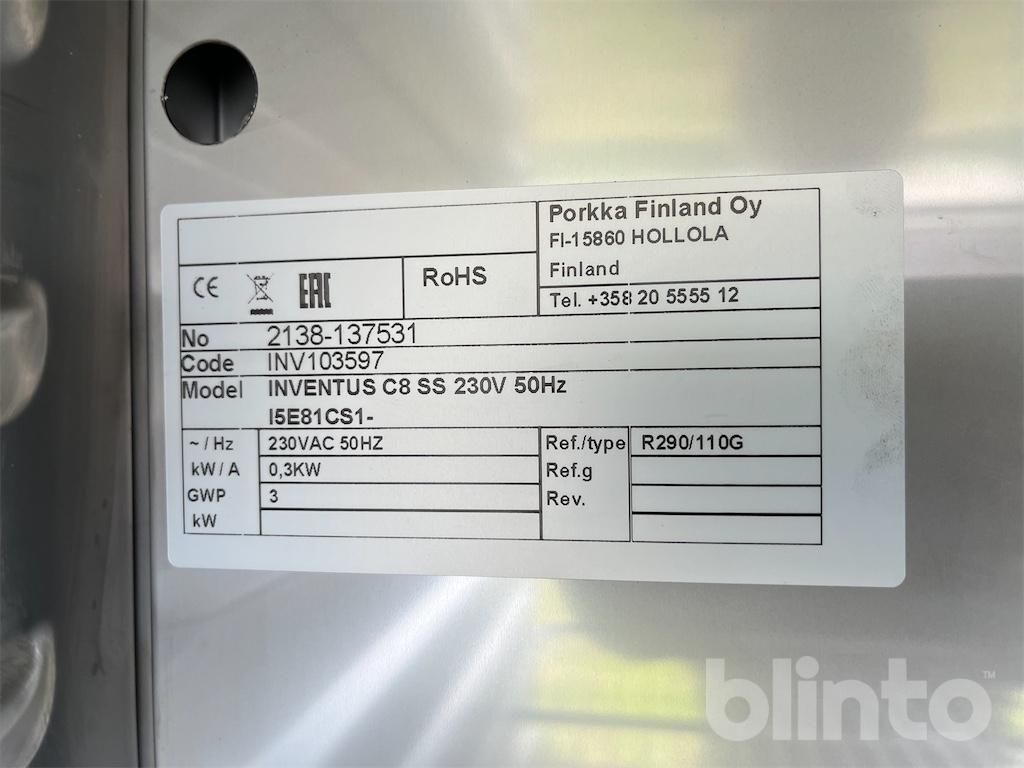 Porkka Finland Oy
FI-15860 HOLLOLA
Finland
Tel. +358 20 5555 12
CE EAC RoHS
No 2138-137531
Code INV103597
Model INVENTUS C8 SS 230V 50Hz
I5E81CS1-
~ / Hz 230VAC 50HZ Ref./type R290/110G
kW / A 0,3KW Ref.g
GWP 3 Rev.
kW
blinto™